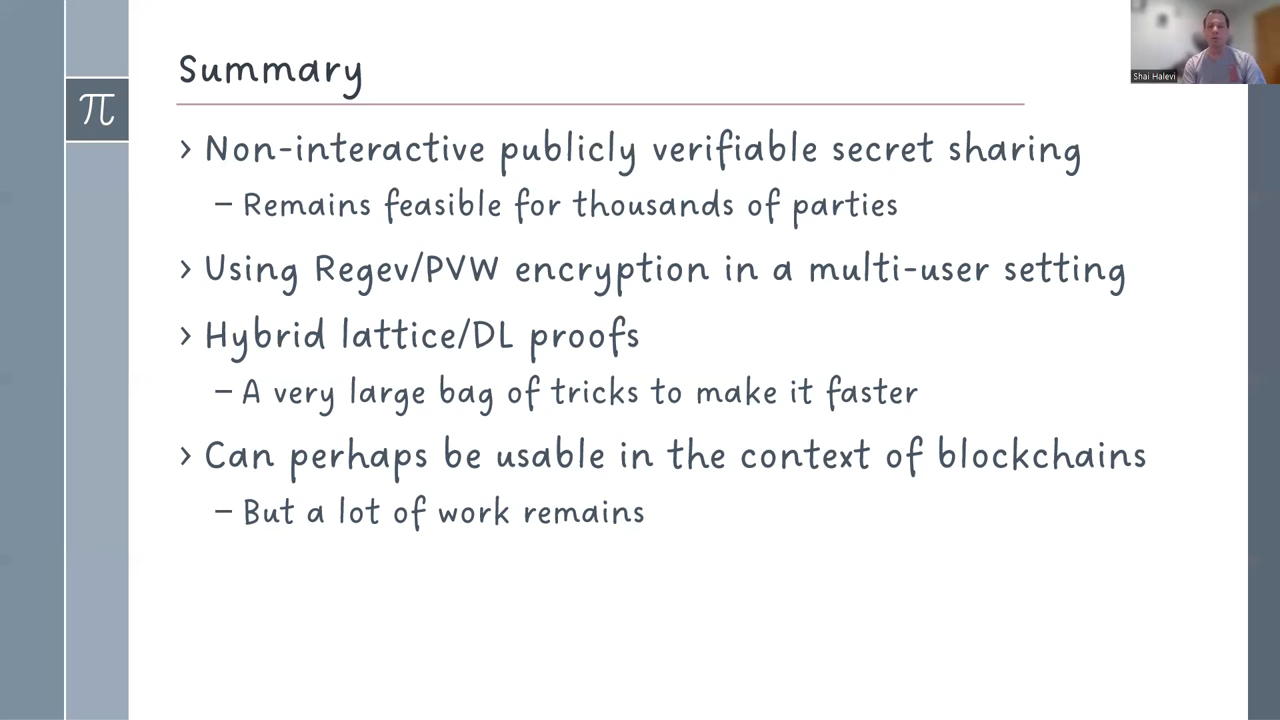 Summary
π
› Non-interactive publicly verifiable secret sharing
– Remains feasible for thousands of parties
› Using Regev/PVW encryption in a multi-user setting
› Hybrid lattice/DL proofs
– A very large bag of tricks to make it faster
› Can perhaps be usable in the context of blockchains
– But a lot of work remains
Shai Halevi